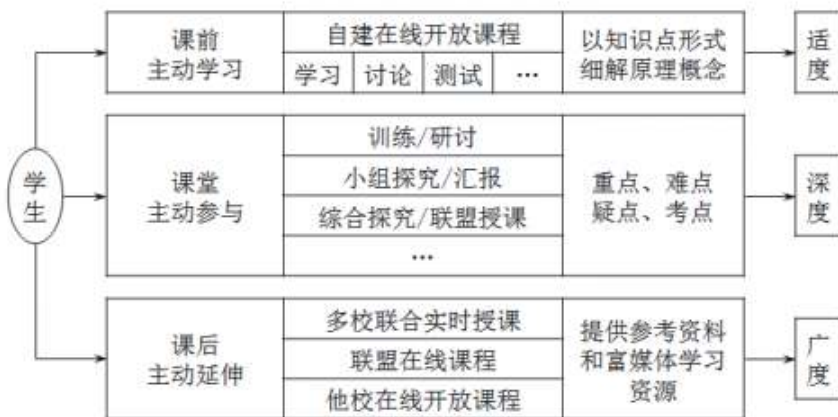 学生
课前
主动学习
自建在线开放课程
学习 讨论 测试 …
以知识点形式
细解原理概念
适度
课堂
主动参与
训练/研讨
小组探究/汇报
综合探究/联盟授课
…
重点、难点
疑点、考点
深度
课后
主动延伸
多校联合实时授课
联盟在线课程
他校在线开放课程
提供参考资料
和富媒体学习
资源
广度